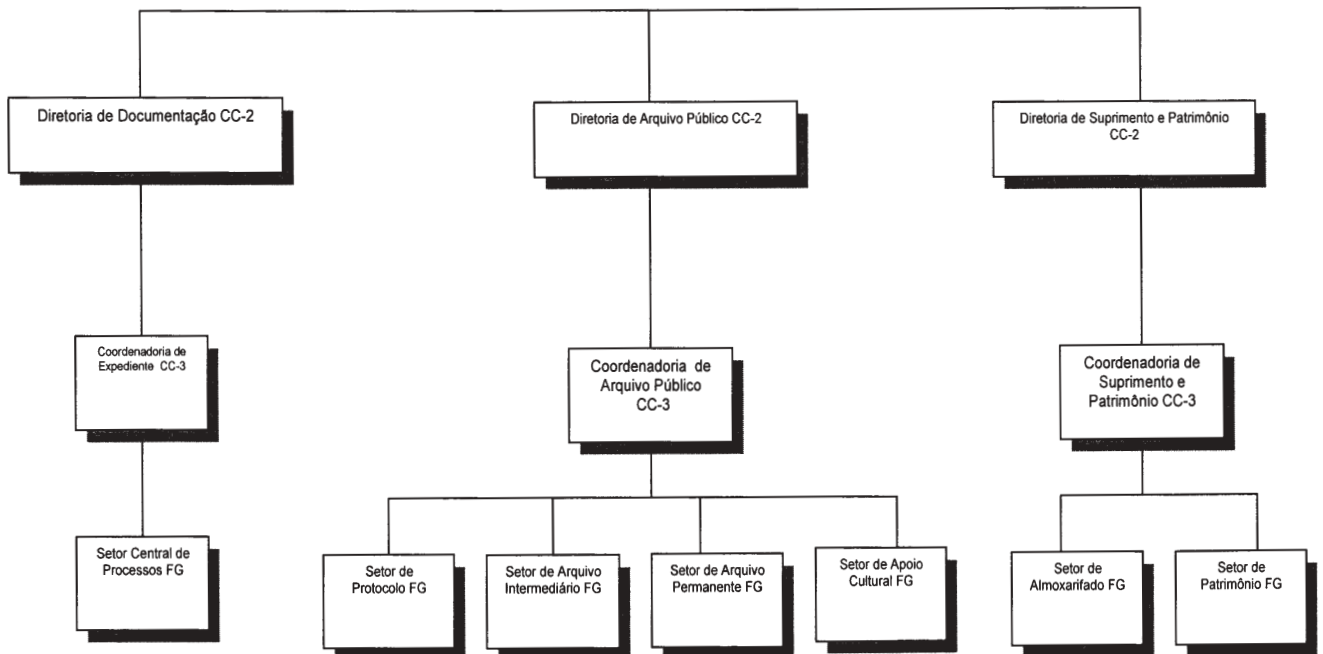 Diretoria de Documentação CC-2
Diretoria de Arquivo Público CC-2
Diretoria de Suprimento e Patrimônio
CC-2
Coordenadoria de
Expediente CC-3
Coordenadoria de
Arquivo Público
CC-3
Coordenadoria de
Suprimento e
Patrimônio CC-3
Setor Central de
Processos FG
Setor de
Protocolo FG
Setor de Arquivo
Intermediário FG
Setor de Arquivo
Permanente FG
Setor de Apoio
Cultural FG
Setor de
Almoxarifado FG
Setor de
Patrimônio FG